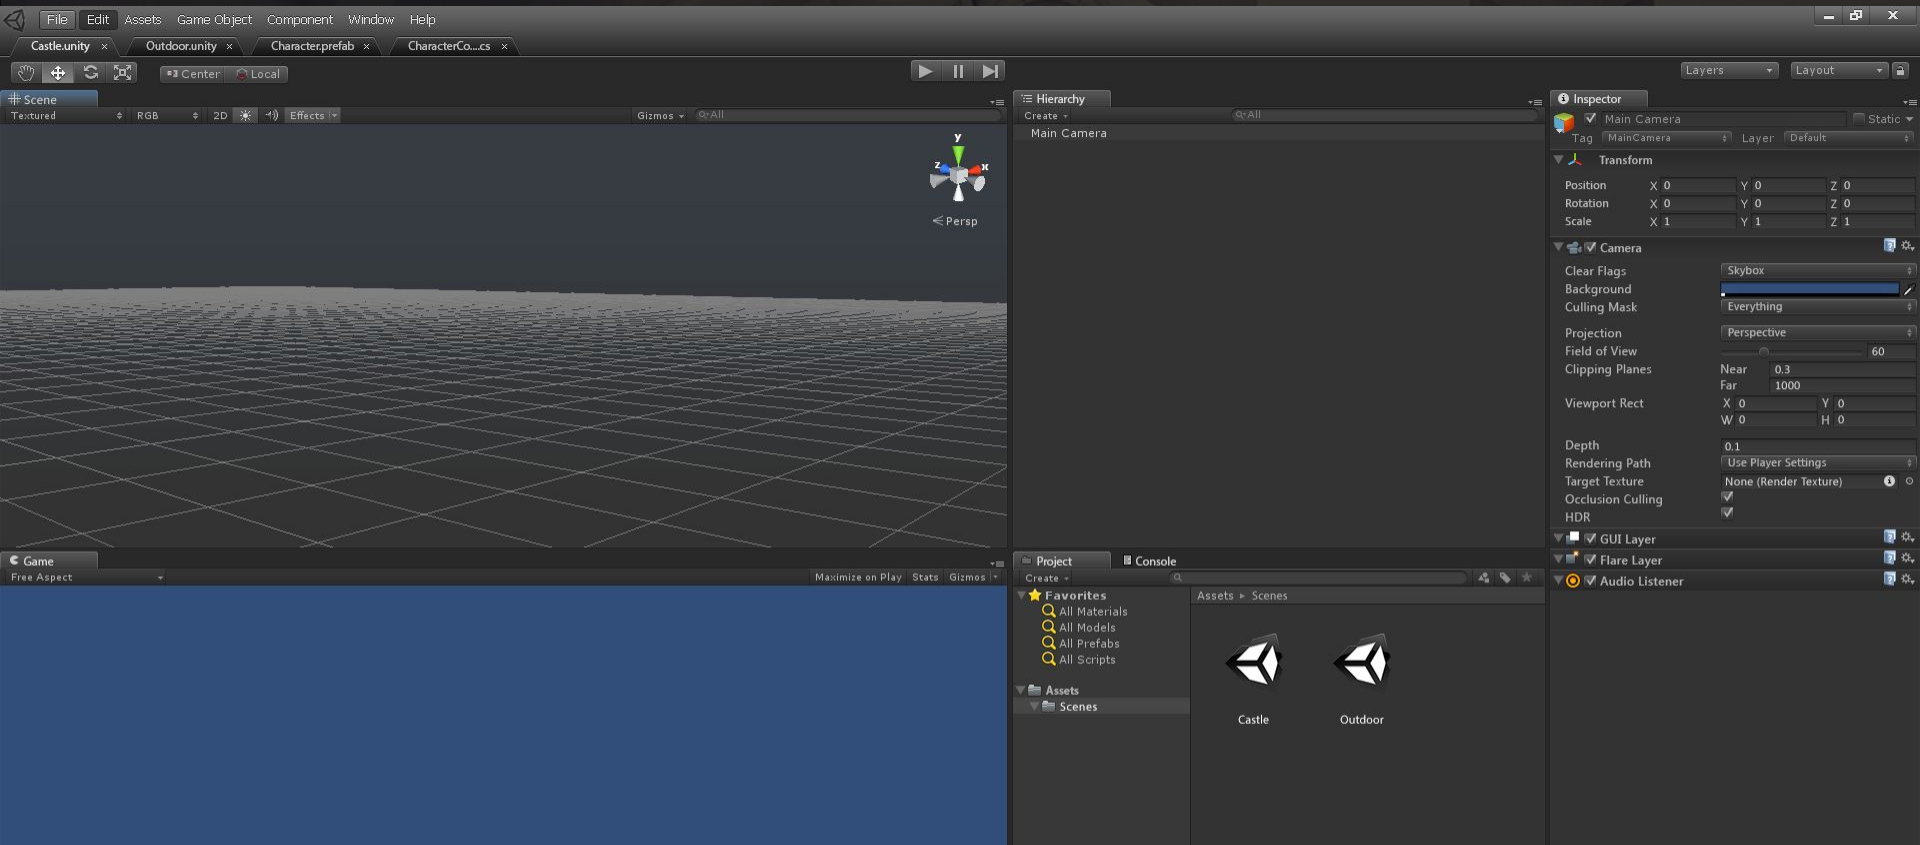 File Edit Assets Game Object Component Window Help
Castle.unity × Outdoor.unity × Character.prefab × CharacterCo....cs ×
Center Local
Layers Layout
Scene
Textured RGB 2D Effects Gizmos All
y
z x
Persp
Game
Free Aspect Maximize on Play Stats Gizmos
Hierarchy
Create All
Main Camera
Project Console
Create
Favorites
All Materials
All Models
All Prefabs
All Scripts
Assets
Scenes
Assets Scenes
Castle Outdoor
Inspector
Main Camera Static
Tag MainCamera Layer Default
Transform
Position X 0 Y 0 Z 0
Rotation X 0 Y 0 Z 0
Scale X 1 Y 1 Z 1
Camera
Clear Flags Skybox
Background
Culling Mask Everything
Projection Perspective
Field of View 60
Clipping Planes Near 0.3
Far 1000
Viewport Rect X 0 Y 0
W 0 H 0
Depth 0.1
Rendering Path Use Player Settings
Target Texture None (Render Texture)
Occlusion Culling
HDR
GUI Layer
Flare Layer
Audio Listener